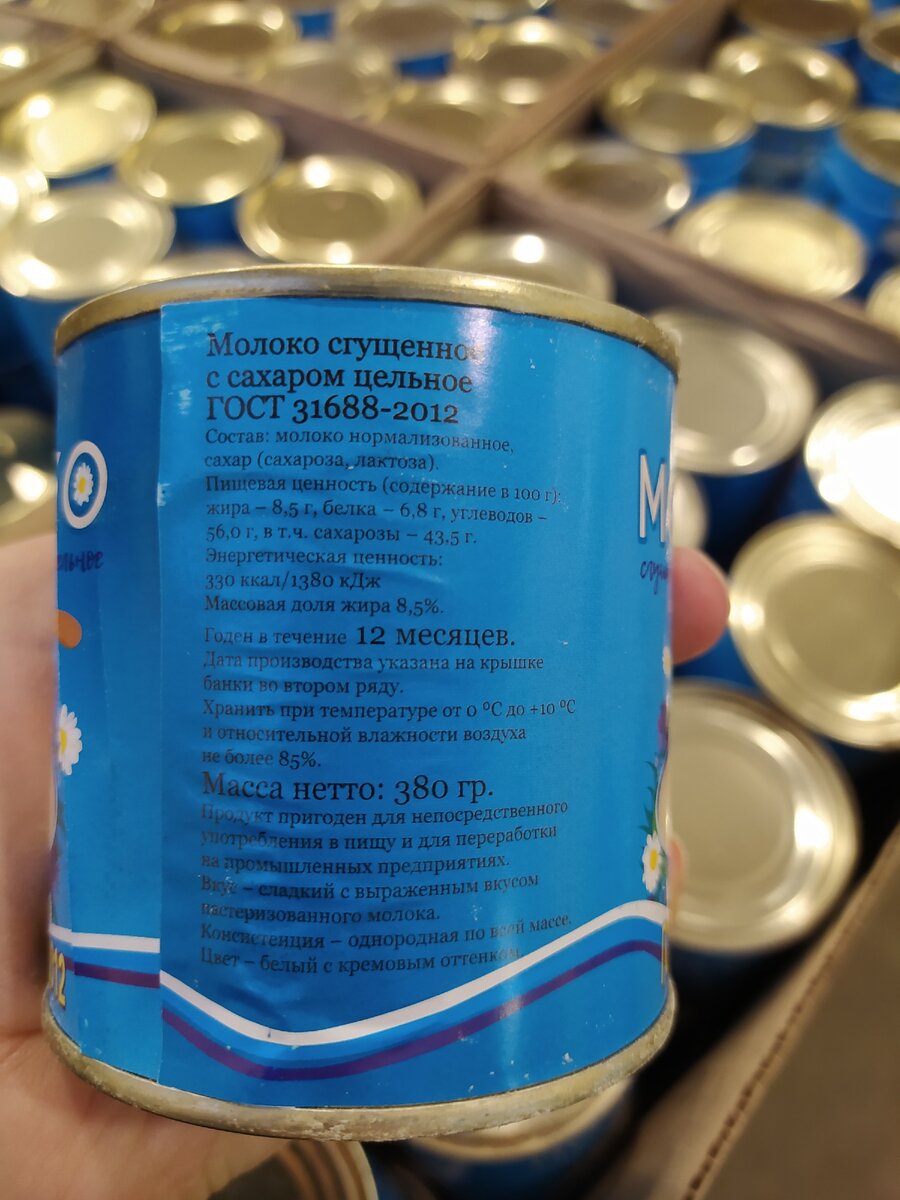 Молоко сгущенное
с сахаром цельное
ГОСТ 31688-2012
Состав: молоко нормализованное,
сахар (сахароза, лактоза).
Пищевая ценность (содержание в 100 г):
жира – 8,5 г, белка – 6,8 г, углеводов –
56,0 г, в т.ч. сахарозы – 43,5 г.
Энергетическая ценность:
330 ккал/1380 кДж
Массовая доля жира 8,5%.
Годен в течение 12 месяцев.
Дата производства указана на крышке
банки во втором ряду.
Хранить при температуре от 0 ºС до +10 ºС
и относительной влажности воздуха
не более 85%.
Масса нетто: 380 гр.
Продукт пригоден для непосредственного
употребления в пищу и для переработки
на промышленных предприятиях.
Вкус – сладкий с выраженным вкусом
пастеризованного молока.
Консистенция – однородная по всей массе.
Цвет – белый с кремовым оттенком